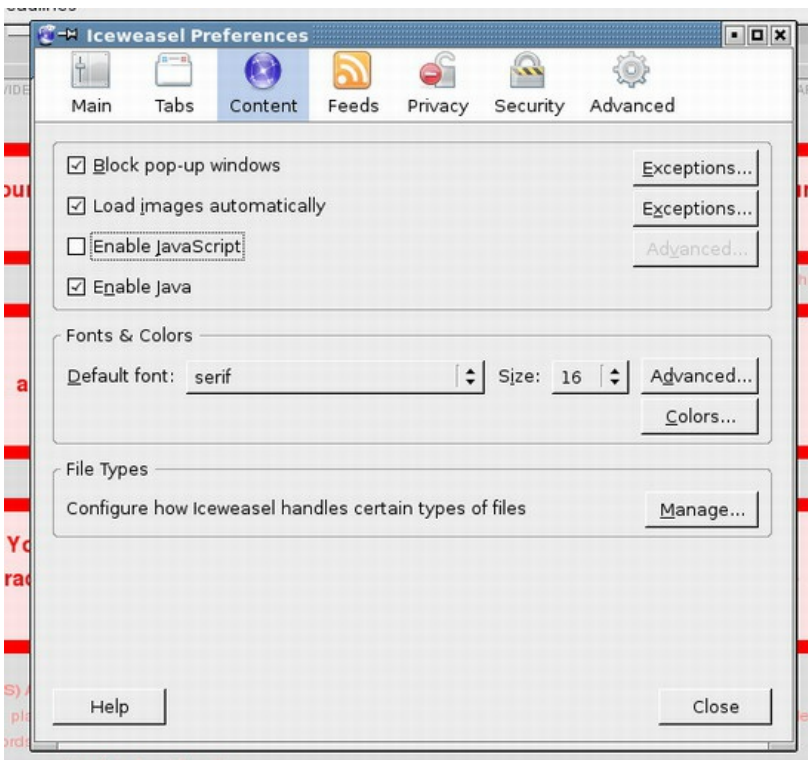 Iceweasel Preferences
Main Tabs Content Feeds Privacy Security Advanced
Block pop-up windows Exceptions...
Load images automatically Exceptions...
Enable JavaScript Advanced...
Enable Java
Fonts & Colors
Default font: serif Size: 16 Advanced...
Colors...
File Types
Configure how Iceweasel handles certain types of files Manage...
Help Close